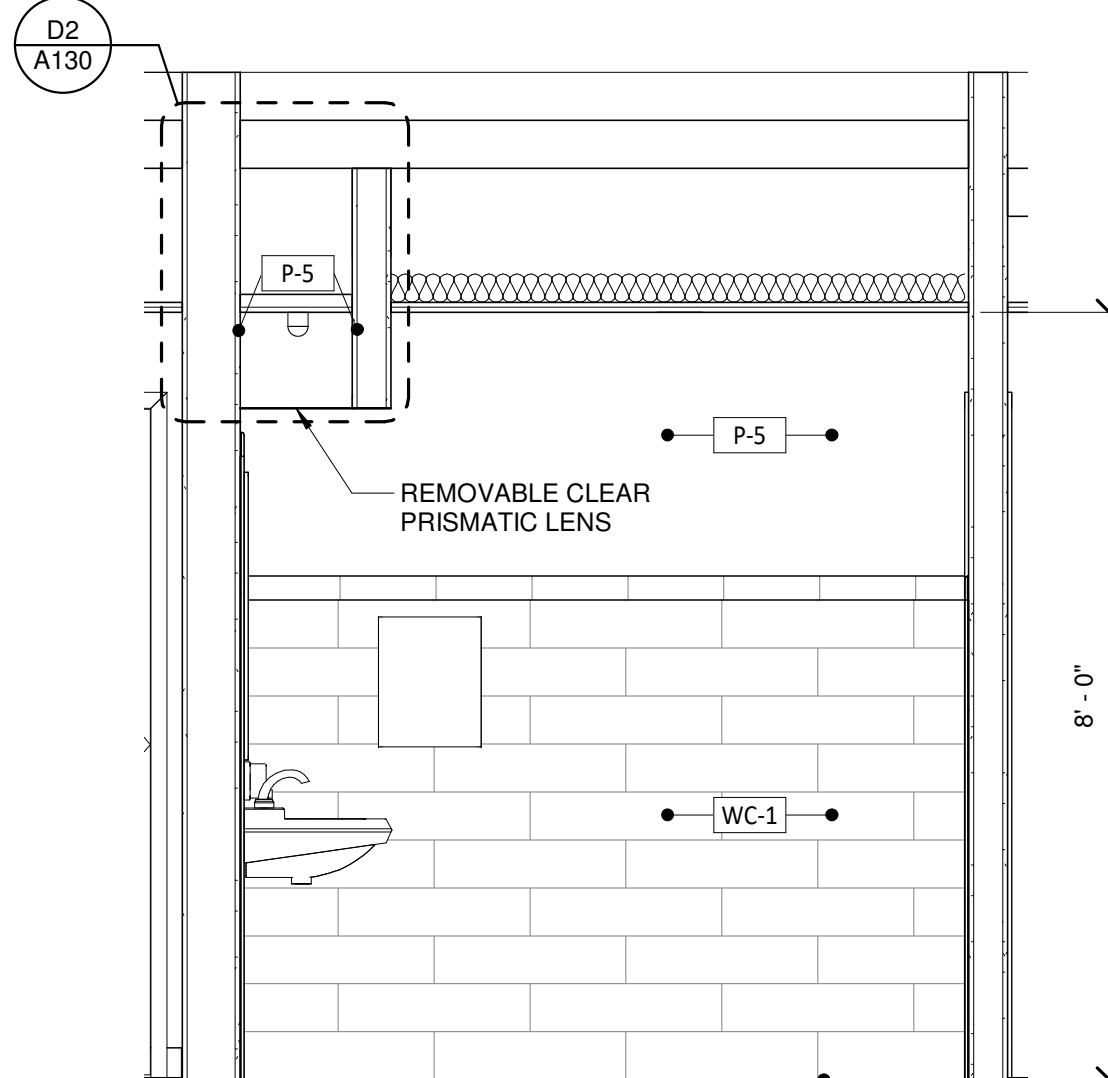 D2
A130
P-5
P-5
REMOVABLE CLEAR
PRISMATIC LENS
8' - 0"
WC-1